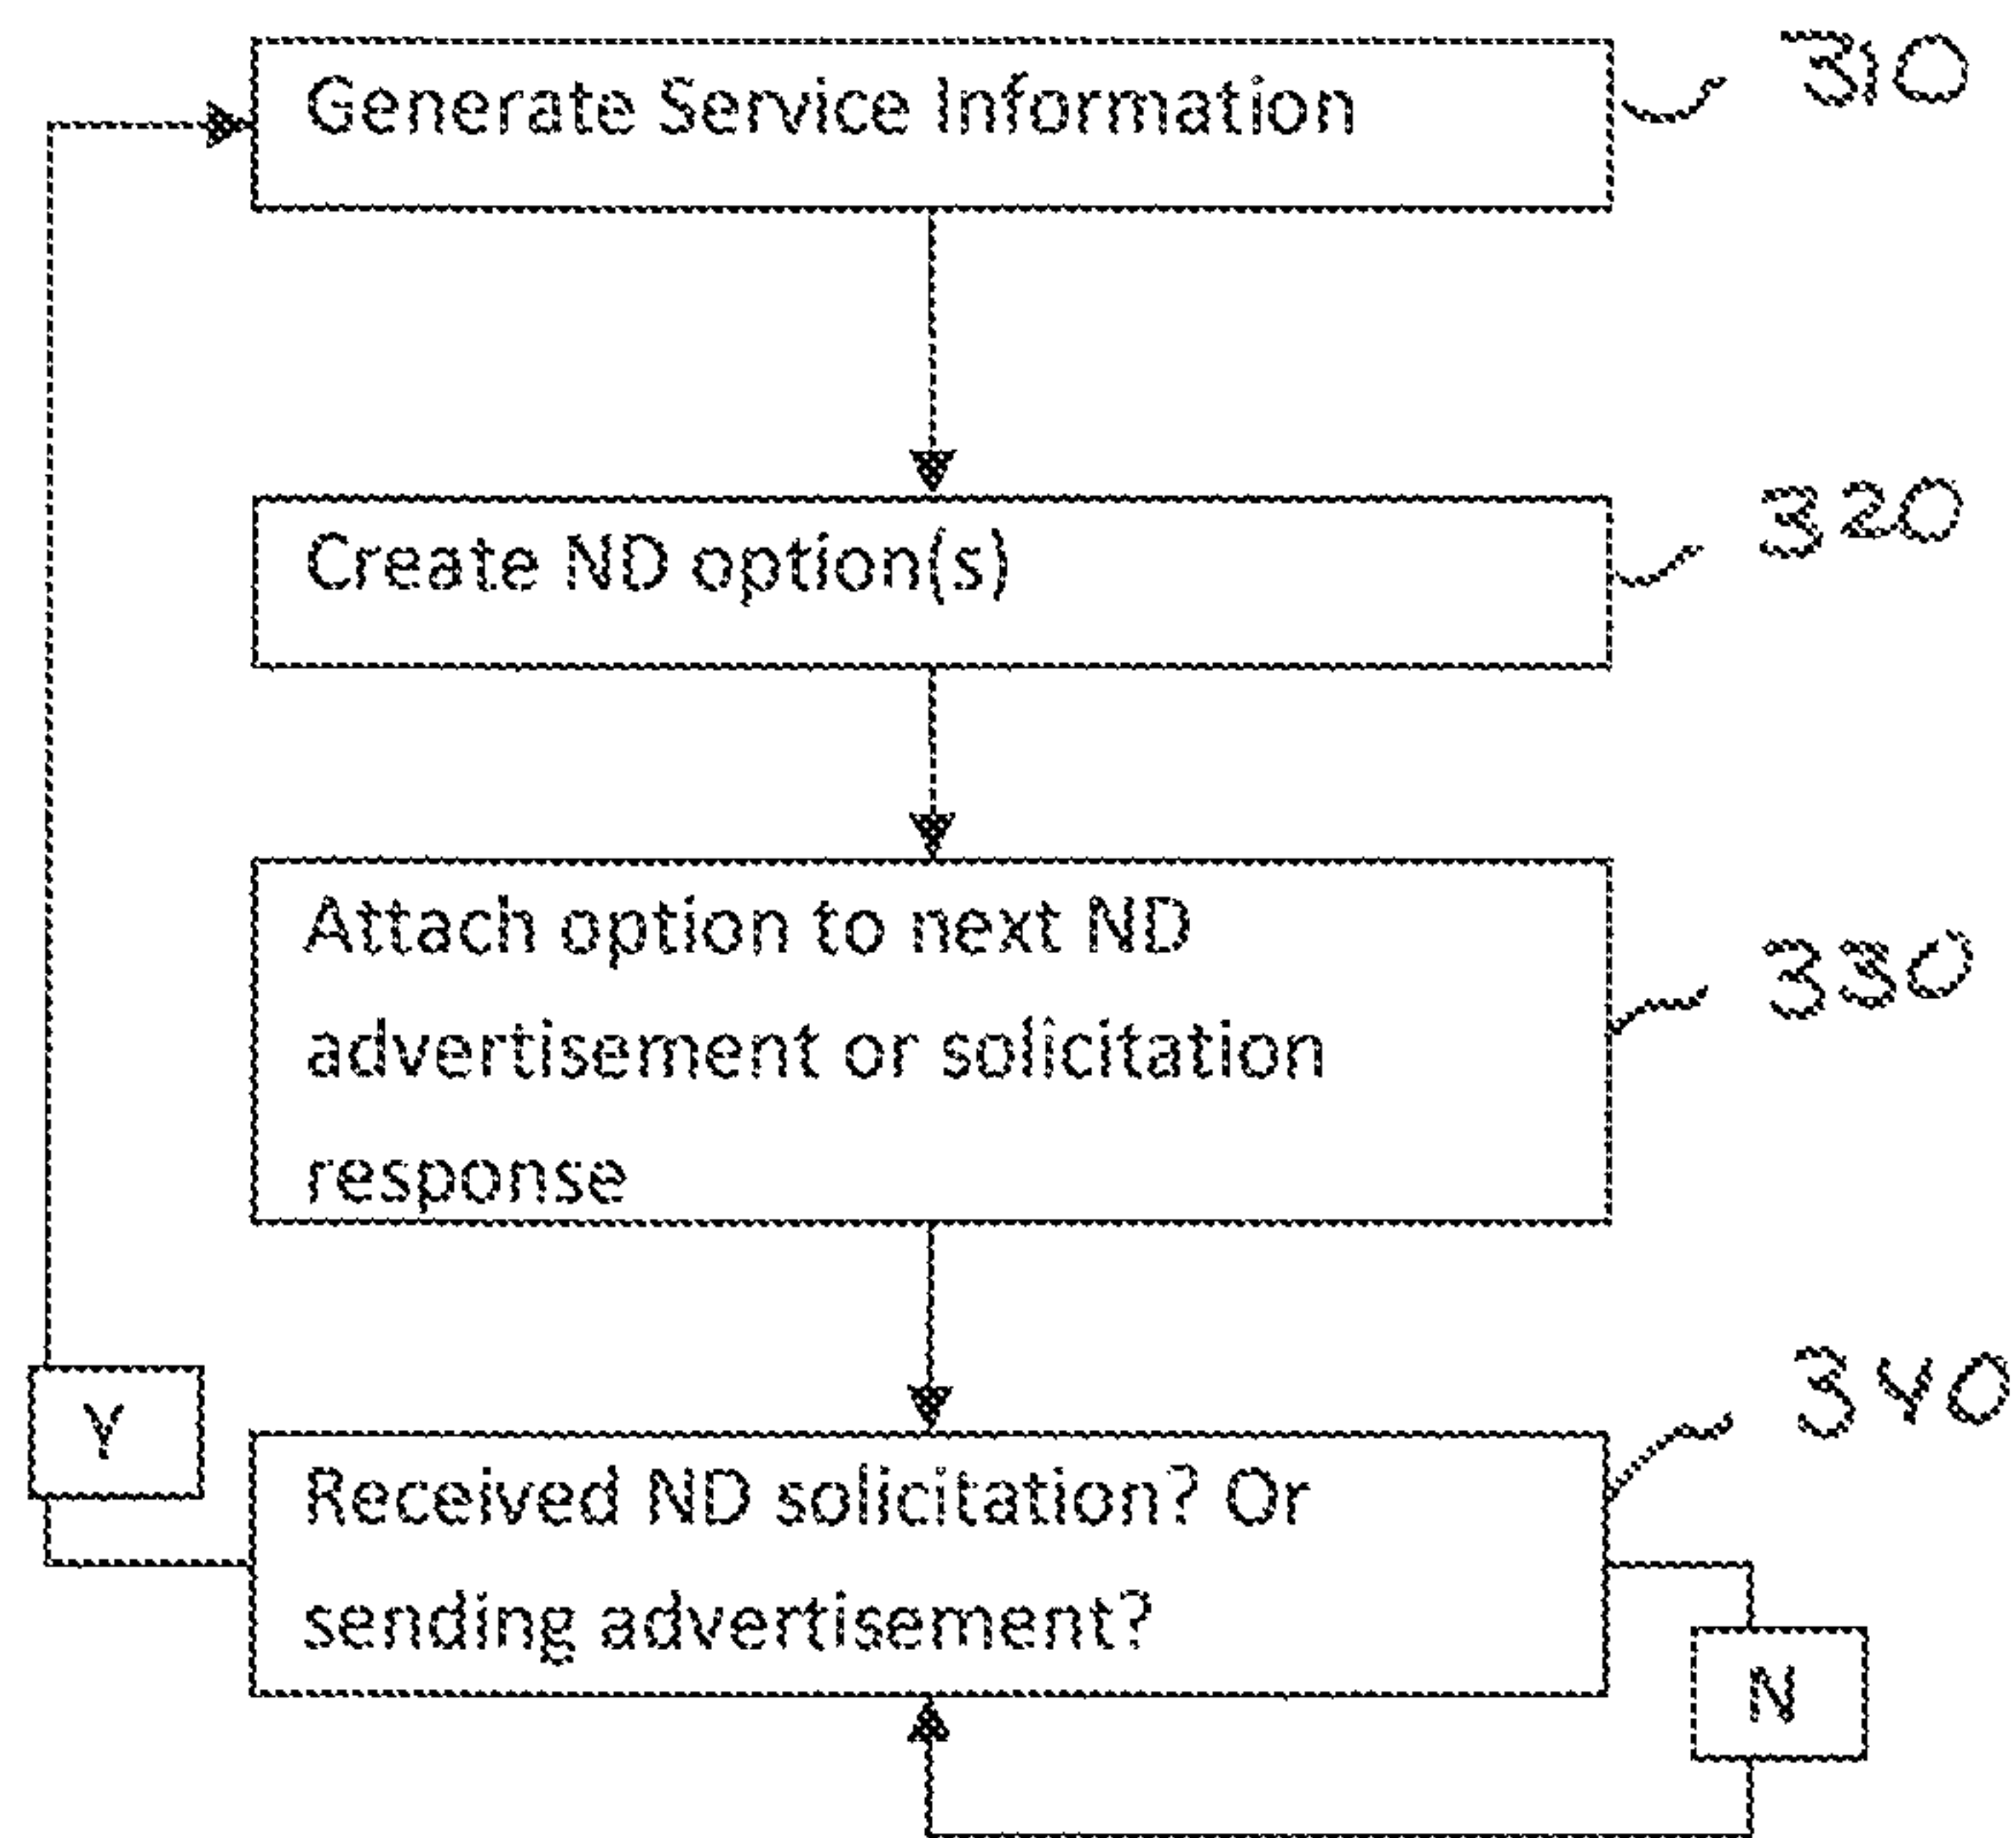 Generate Service Information
310
Create ND option(s)
320
Attach option to next ND
advertisement or solicitation
response
330
Y
Received ND solicitation? Or
sending advertisement?
340
N